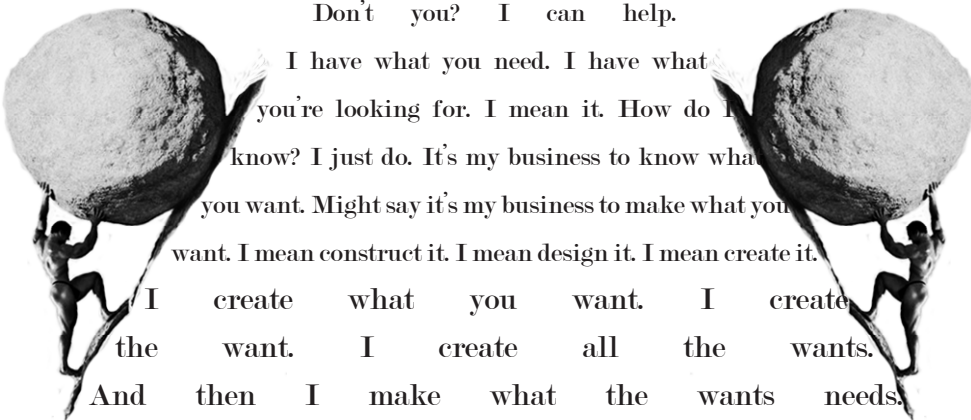 Don't you? I can help.
I have what you need. I have what
you're looking for. I mean it. How do I
know? I just do. It's my business to know what
you want. Might say it's my business to make what you
want. I mean construct it. I mean design it. I mean create it.
I create what you want. I create
the want. I create all the wants.
And then I make what the wants needs.